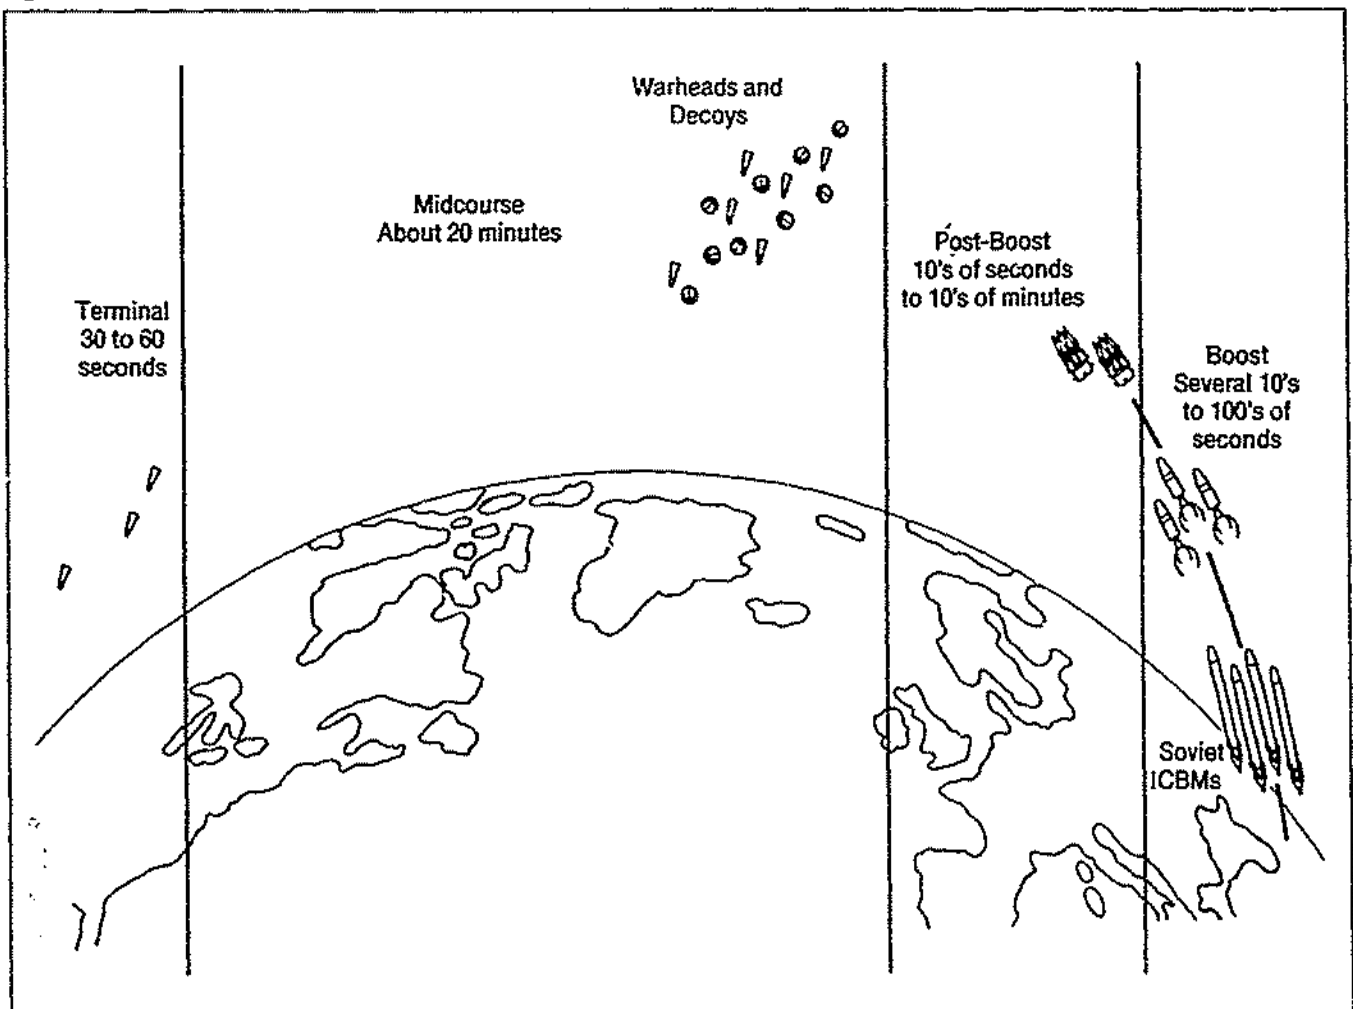 Warheads and
Decoys
Midcourse
About 20 minutes
Post-Boost
10's of seconds
to 10's of minutes
Terminal
30 to 60
seconds
Boost
Several 10's
to 100's of
seconds
Soviet
ICBMs